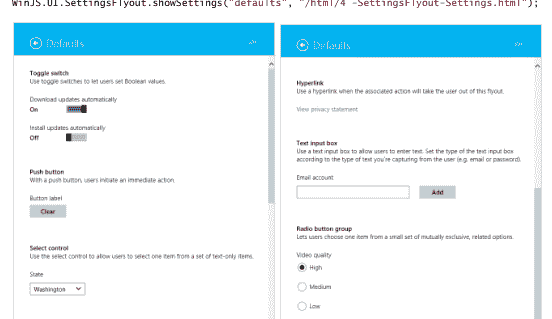 WinJS.UI.SettingsFlyout.showSettings("defaults", "/html/4 -SettingsFlyout-Settings.html");
Defaults
Toggle switch
Use toggle switches to let users set Boolean values.
Download updates automatically
On
Install updates automatically
Off
Push button
With a push button, users initiate an immediate action.
Button label
Clear
Select control
Use the select control to allow users to select one item from a set of text-only items.
State
Washington
Defaults
Hyperlink
Use a hyperlink when the associated action will take the user out of this flyout.
View privacy statement
Text input box
Use a text input box to allow users to enter text. Set the type of the text input box
according to the type of text you're capturing from the user (e.g. email or password).
Email account
Add
Radio button group
Lets users choose one item from a small set of mutually exclusive, related options.
Video quality
High
Medium
Low